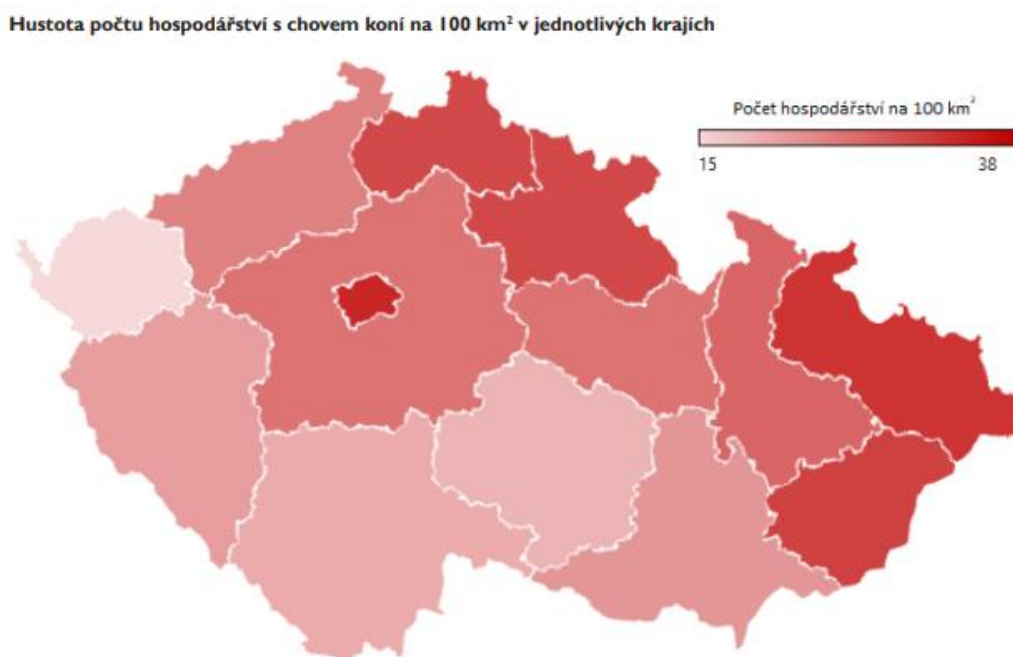 Hustota počtu hospodářství s chovem koní na 100 km² v jednotlivých krajích
Počet hospodářství na 100 km²
15 38